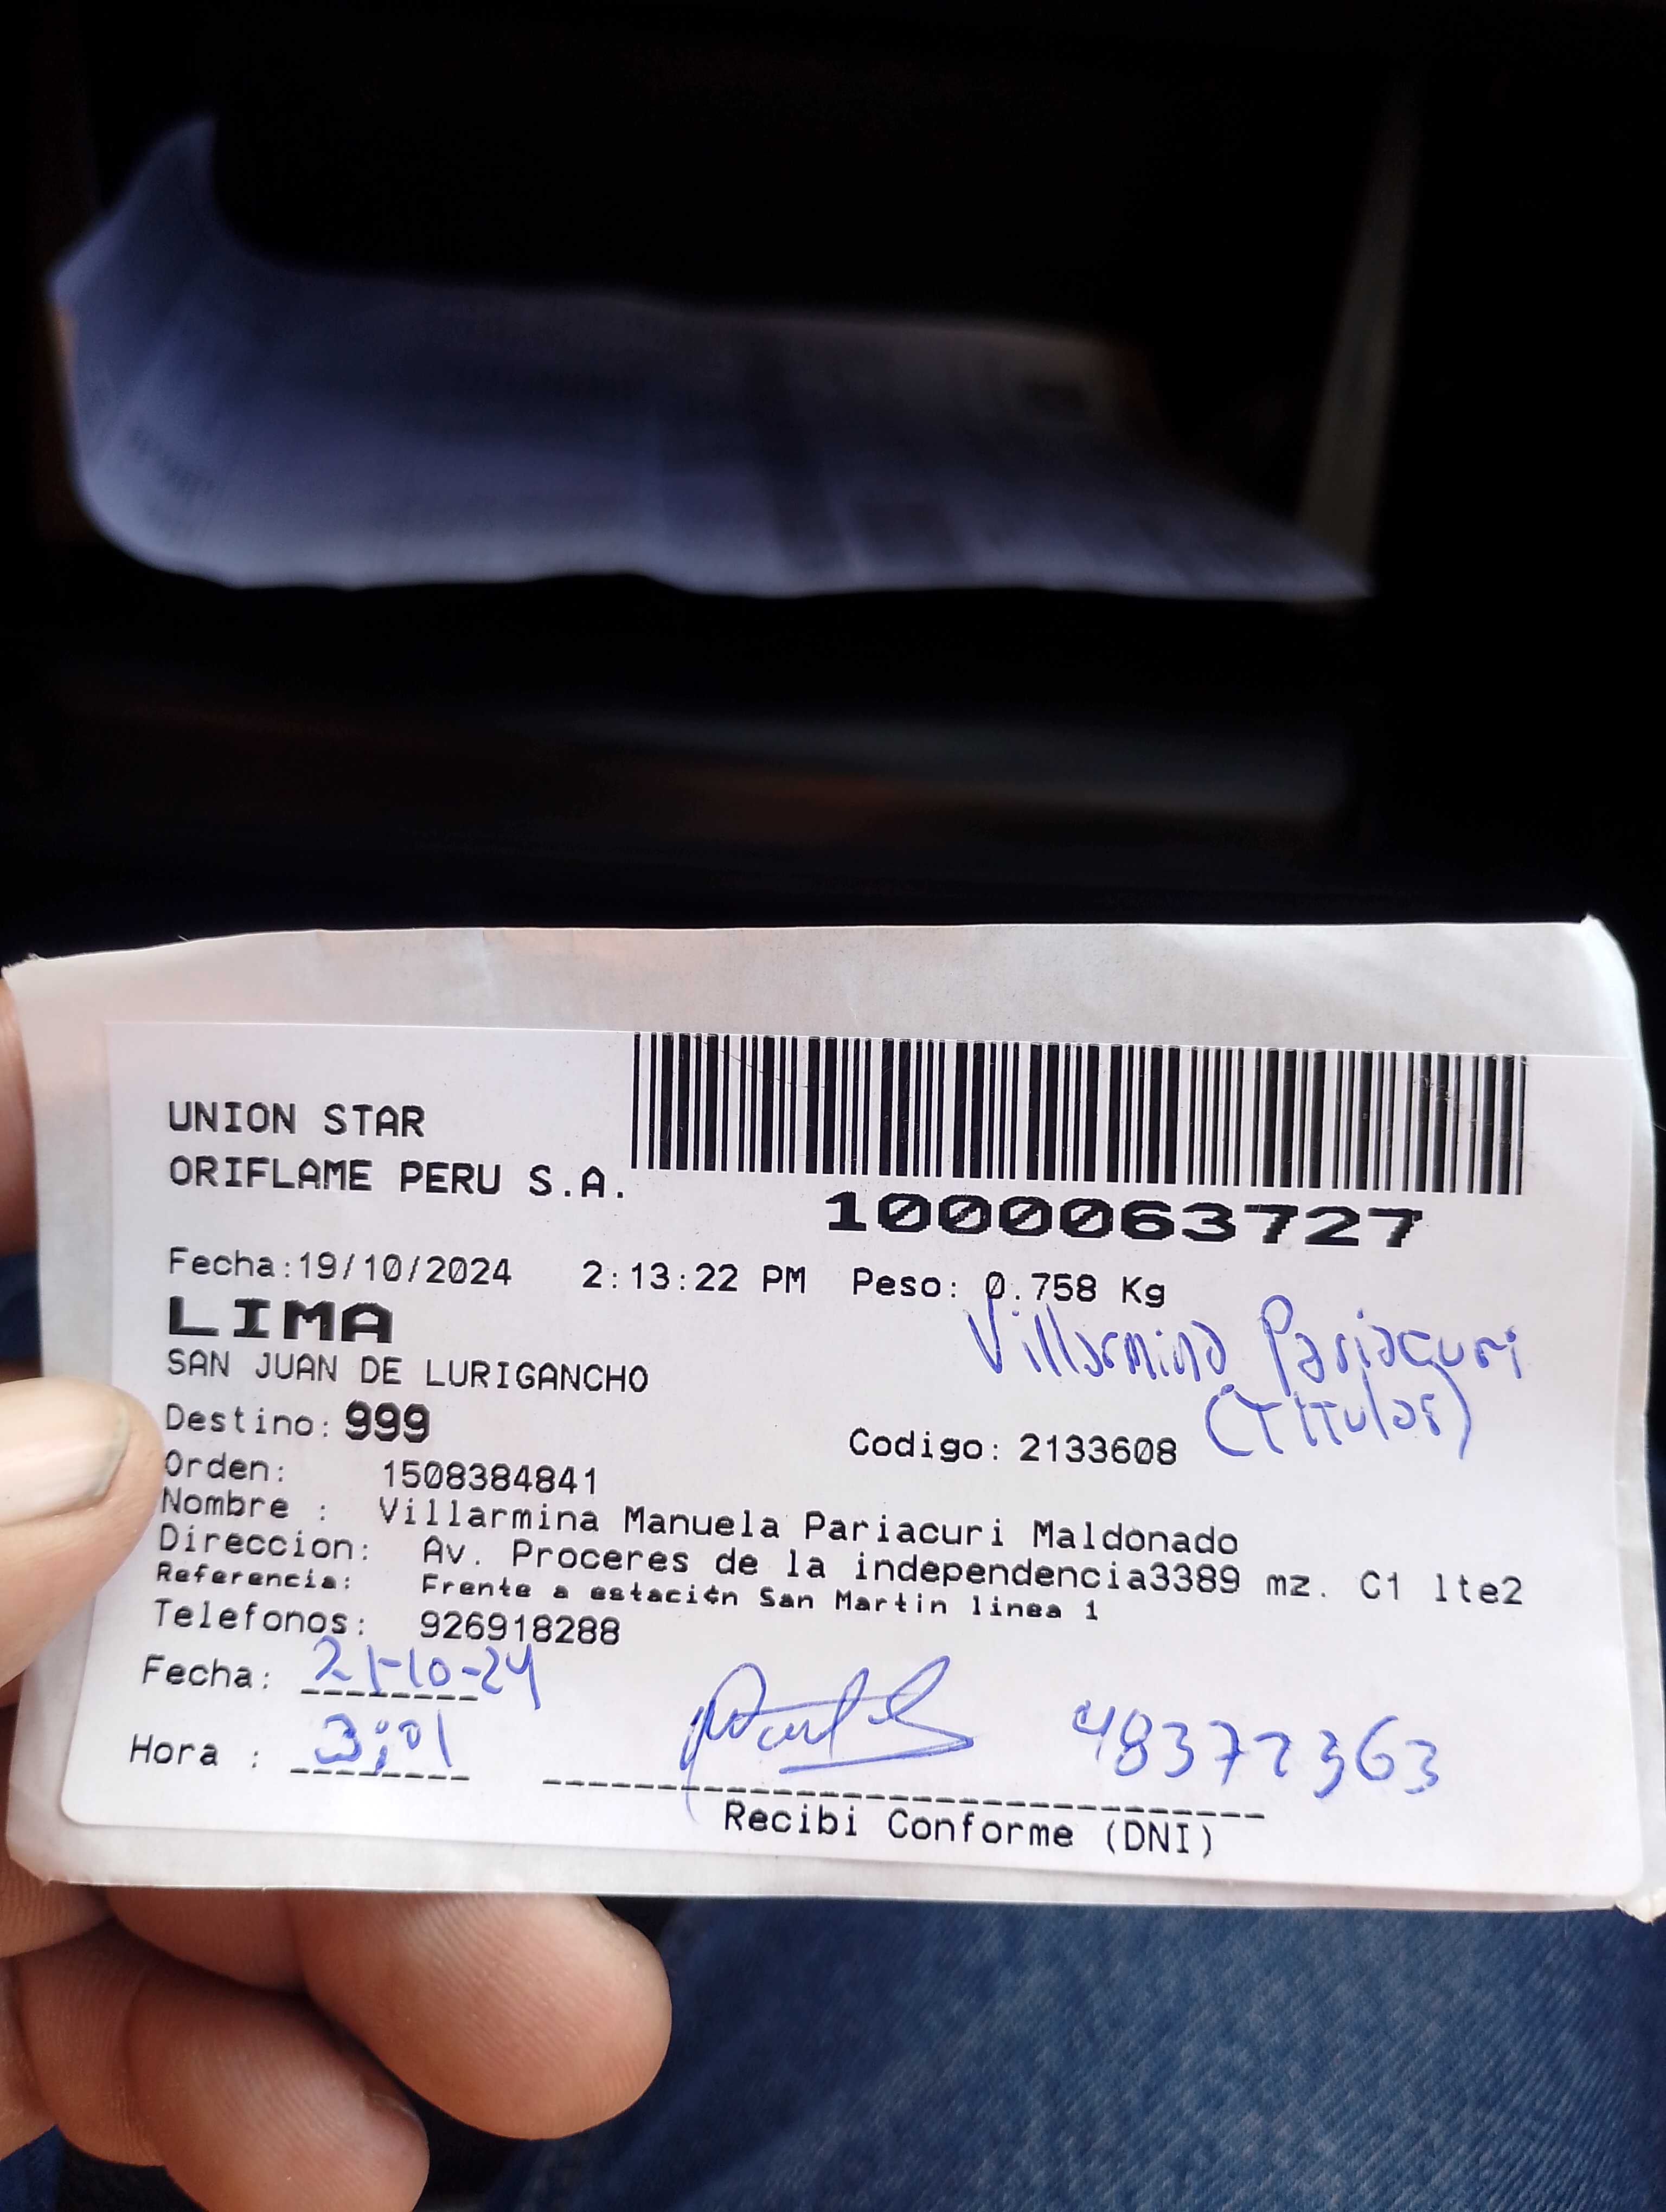 UNION STAR
ORIFLAME PERU S.A.
1000063727
Fecha:19/10/2024 2:13:22 PM Peso: 0.758 Kg
LIMA
Villarmina Pariacuri
SAN JUAN DE LURIGANCHO
(Titular)
Destino: 999
Codigo: 2133608
Orden: 1508384841
Nombre : Villarmina Manuela Pariacuri Maldonado
Direccion: Av. Proceres de la independencia3389 mz. C1 lte2
Referencia: Frente a estación San Martin linea 1
Telefonos: 926918288
Fecha: 21-10-24
Hora : 3:01
48372363
Recibi Conforme (DNI)